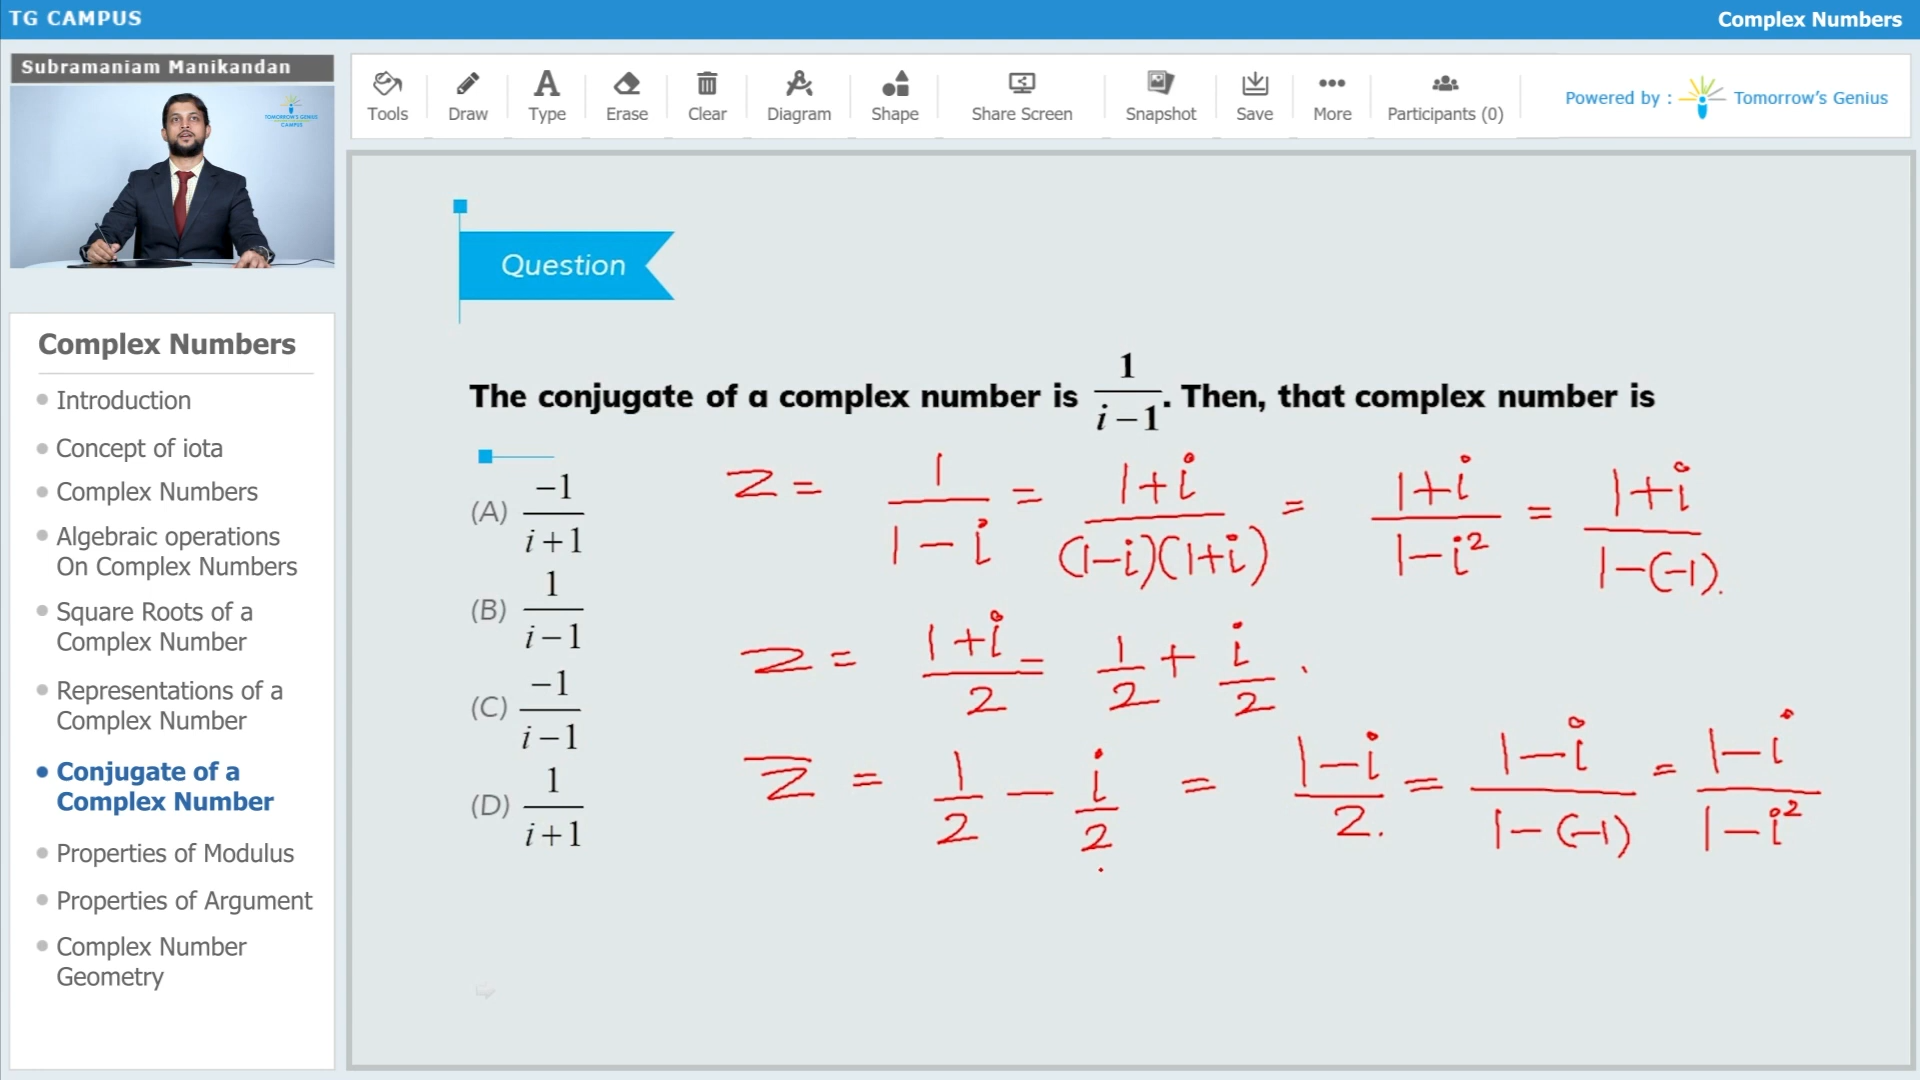 TG CAMPUS
Complex Numbers
Subramaniam Manikandan
TOMORROW'S GENIUS
CAMPUS
Tools
Draw
Type
Erase
Clear
Diagram
Shape
Share Screen
Snapshot
Save
More
Participants (0)
Powered by : Tomorrow's Genius
Complex Numbers
Introduction
Concept of iota
Complex Numbers
Algebraic operations
On Complex Numbers
Square Roots of a
Complex Number
Representations of a
Complex Number
Conjugate of a
Complex Number
Properties of Modulus
Properties of Argument
Complex Number
Geometry
Question
The conjugate of a complex number is 1/(i−1). Then, that complex number is
(A) −1/(i+1)
(B) 1/(i−1)
(C) −1/(i−1)
(D) 1/(i+1)
z = 1/(1−i) = (1+i)/((1−i)(1+i)) = (1+i)/(1−i²) = (1+i)/(1−(−1)).
z = (1+i)/2 = 1/2 + i/2 .
z̅ = 1/2 − i/2 = (1−i)/2. = (1−i)/(1−(−1)) = (1−i)/(1−i²)